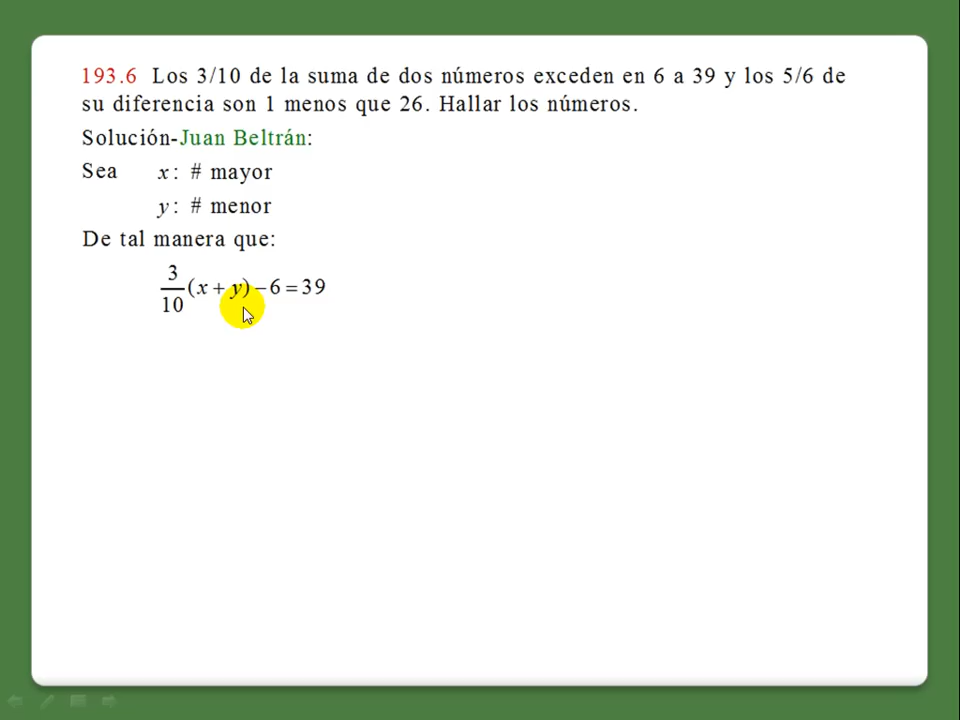 193.6 Los 3/10 de la suma de dos números exceden en 6 a 39 y los 5/6 de
su diferencia son 1 menos que 26. Hallar los números.
Solución-Juan Beltrán:
Sea x: # mayor
y: # menor
De tal manera que:
3/10 (x + y) − 6 = 39